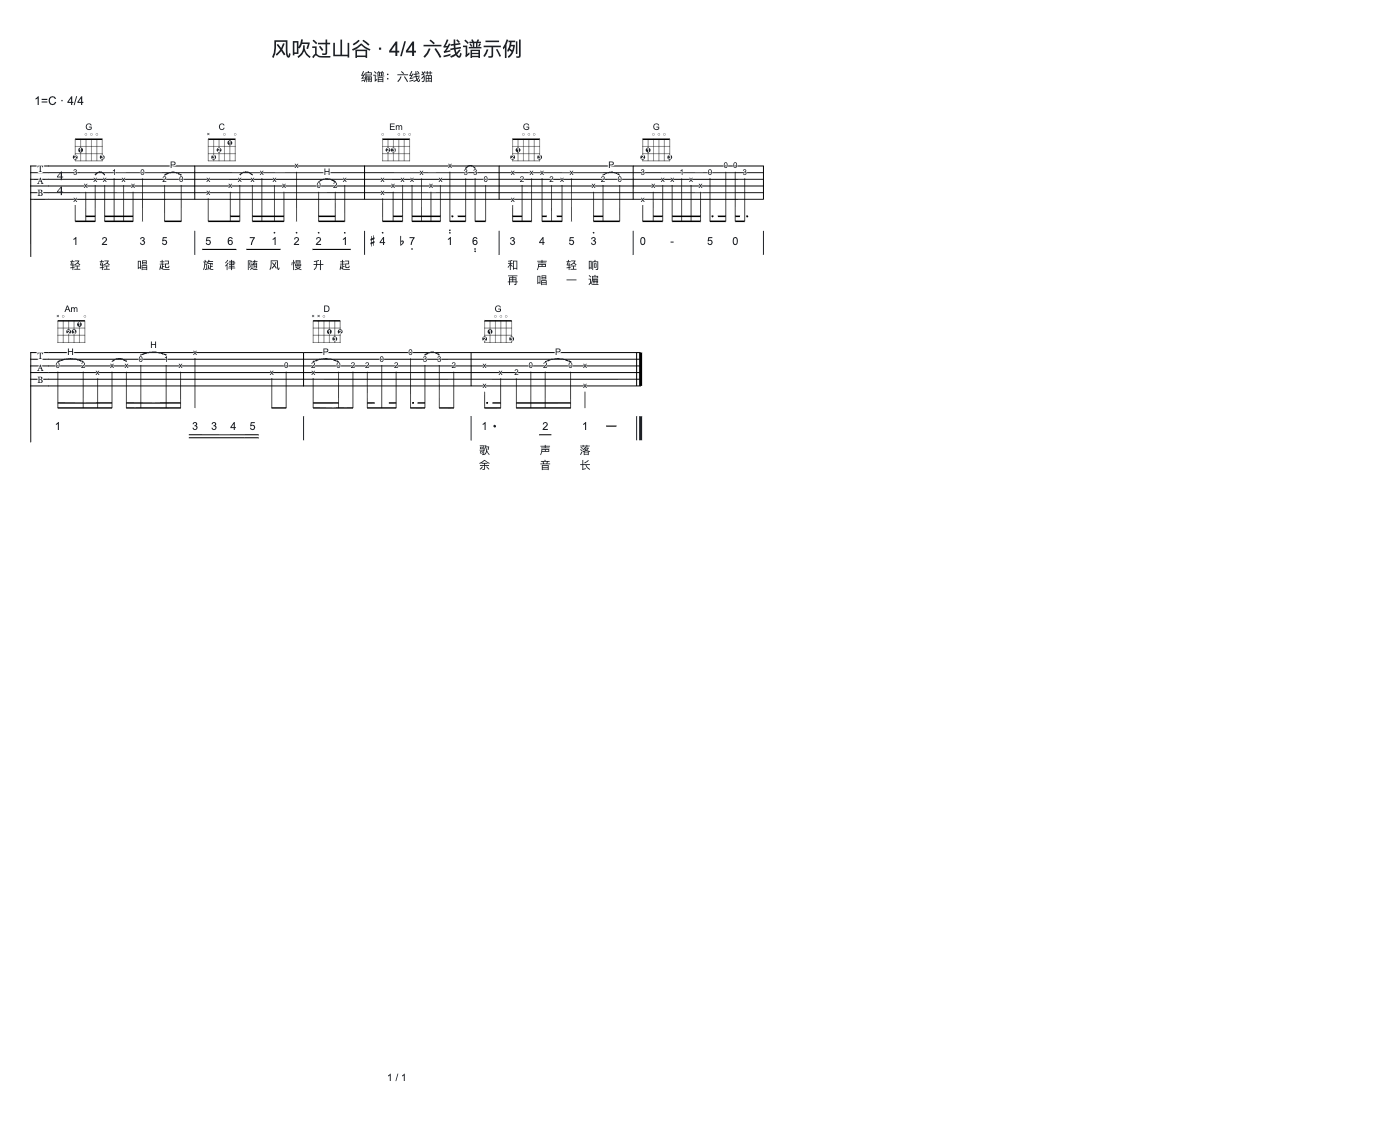 风吹过山谷 · 4/4 六线谱示例
编谱：六线猫
1=C · 4/4
G C Em G G
P H P
T A B 4 4
1 2 3 5 5 6 7 1 2 2 1 ♯4 ♭7 1 6 3 4 5 3 0 - 5 0
轻 轻 唱 起 旋 律 随 风 慢 升 起 和 声 轻 响
再 唱 一 遍
Am D G
H H P P
T A B
1 3 3 4 5 1 · 2 1 —
歌 声 落
余 音 长
1 / 1